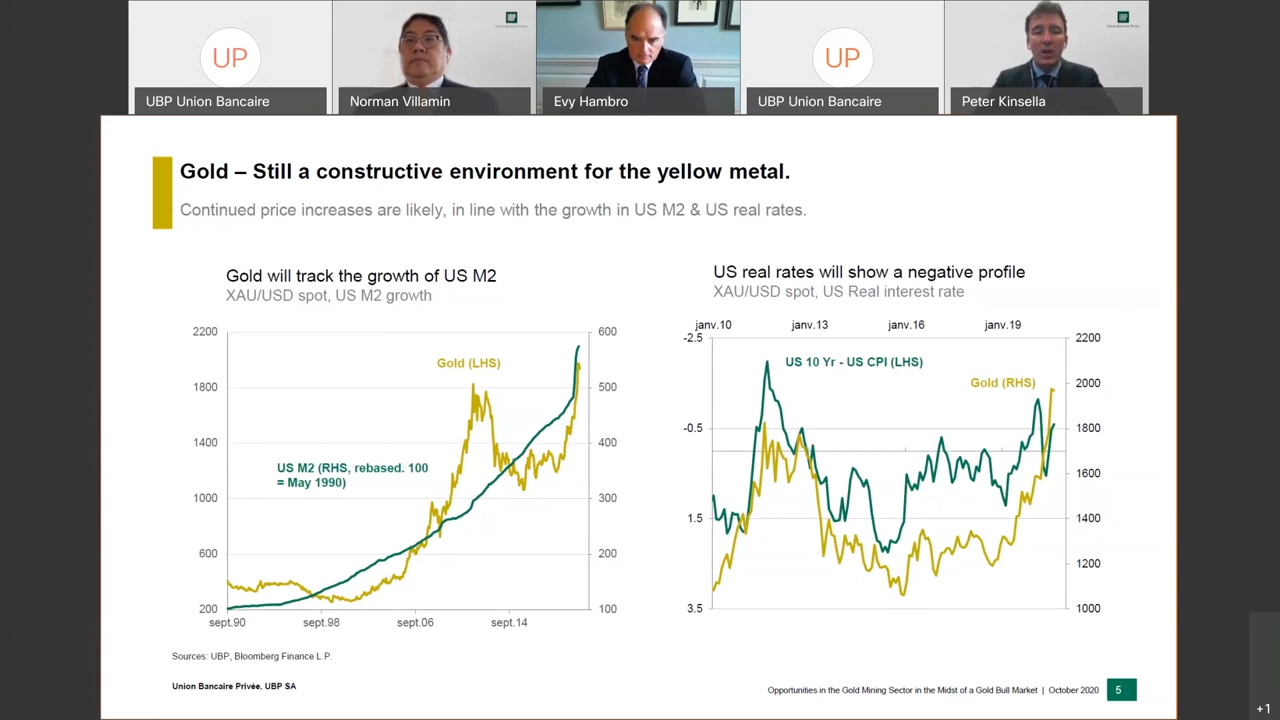 UP
UP
UBP Union Bancaire
Norman Villamin
Evy Hambro
UBP Union Bancaire
Peter Kinsella
Gold – Still a constructive environment for the yellow metal.
Continued price increases are likely, in line with the growth in US M2 & US real rates.
Gold will track the growth of US M2
XAU/USD spot, US M2 growth
2200
1800
1400
1000
600
200
600
500
400
300
200
100
Gold (LHS)
US M2 (RHS, rebased. 100
= May 1990)
sept.90
sept.98
sept.06
sept.14
US real rates will show a negative profile
XAU/USD spot, US Real interest rate
janv.10
janv.13
janv.16
janv.19
-2.5
-0.5
1.5
3.5
2200
2000
1800
1600
1400
1200
1000
US 10 Yr - US CPI (LHS)
Gold (RHS)
Sources: UBP, Bloomberg Finance L.P.
Union Bancaire Privée, UBP SA
Opportunities in the Gold Mining Sector in the Midst of a Gold Bull Market | October 2020
5
+1